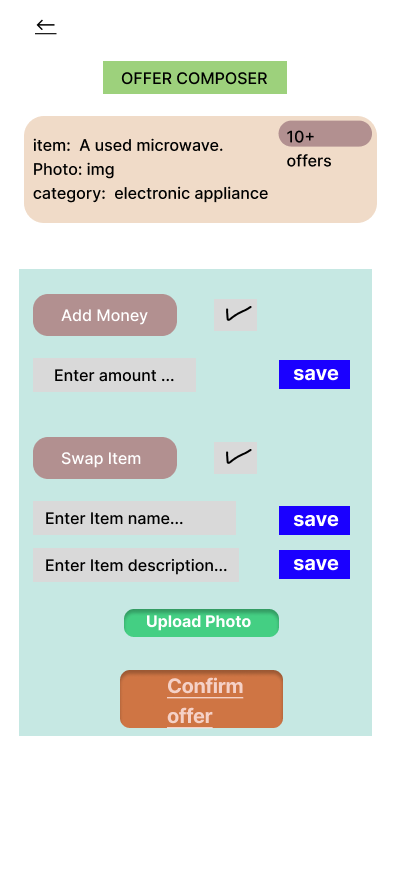 OFFER COMPOSER
item:  A used microwave.
10+
offers
Photo: img
category:  electronic appliance
Add Money
Enter amount ...
save
Swap Item
Enter Item name...
save
Enter Item description...
save
Upload Photo
Confirm
offer